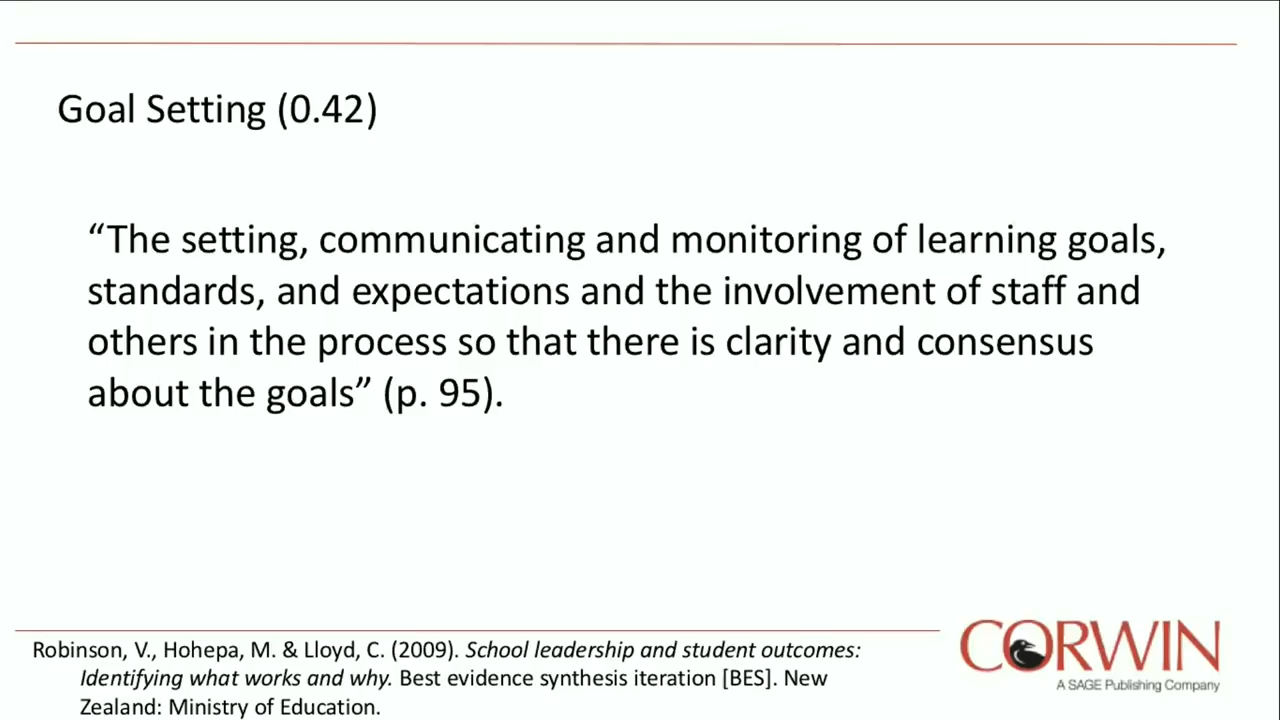 Goal Setting (0.42)
“The setting, communicating and monitoring of learning goals,
standards, and expectations and the involvement of staff and
others in the process so that there is clarity and consensus
about the goals” (p. 95).
Robinson, V., Hohepa, M. & Lloyd, C. (2009). School leadership and student outcomes:
Identifying what works and why. Best evidence synthesis iteration [BES]. New
Zealand: Ministry of Education.
CORWIN
A SAGE Publishing Company